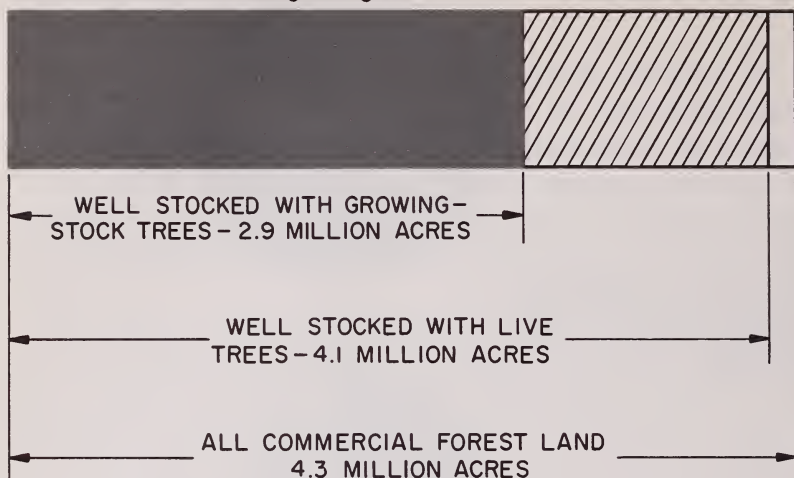 WELL STOCKED WITH GROWING-
STOCK TREES - 2.9 MILLION ACRES
WELL STOCKED WITH LIVE
TREES - 4.1 MILLION ACRES
ALL COMMERCIAL FOREST LAND
4.3 MILLION ACRES